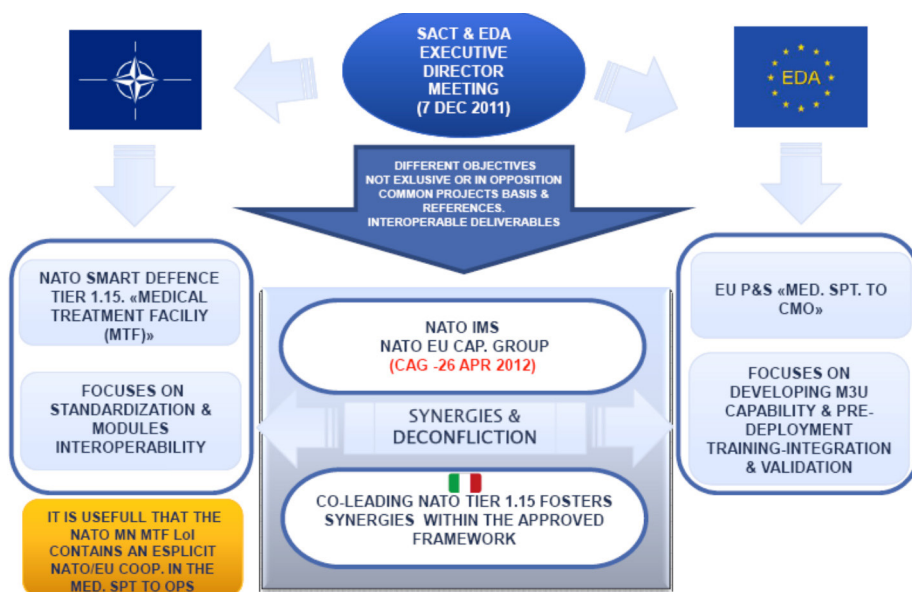 SACT & EDA
EXECUTIVE
DIRECTOR
MEETING
(7 DEC 2011)
EDA
DIFFERENT OBJECTIVES
NOT EXLUSIVE OR IN OPPOSITION
COMMON PROJECTS BASIS &
REFERENCES.
INTEROPERABLE DELIVERABLES
NATO SMART DEFENCE
TIER 1.15. «MEDICAL
TREATMENT FACILIY
(MTF)»
FOCUSES ON
STANDARDIZATION &
MODULES
INTEROPERABILITY
IT IS USEFULL THAT THE
NATO MN MTF LoI
CONTAINS AN ESPLICIT
NATO/EU COOP. IN THE
MED. SPT TO OPS
NATO IMS
NATO EU CAP. GROUP
(CAG -26 APR 2012)
SYNERGIES &
DECONFLICTION
CO-LEADING NATO TIER 1.15 FOSTERS
SYNERGIES WITHIN THE APPROVED
FRAMEWORK
EU P&S «MED. SPT. TO
CMO»
FOCUSES ON
DEVELOPING M3U
CAPABILITY & PRE-
DEPLOYMENT
TRAINING-INTEGRATION
& VALIDATION